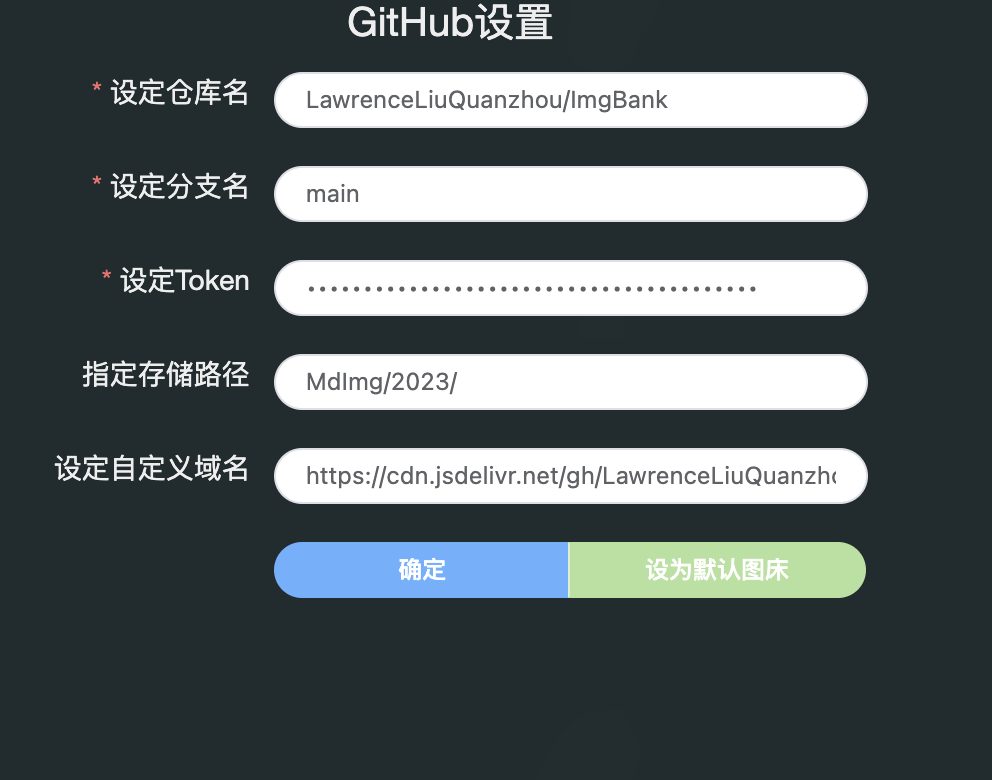 GitHub设置
* 设定仓库名 LawrenceLiuQuanzhou/ImgBank
* 设定分支名 main
* 设定Token ••••••••••••••••••••••••••••••••••••••••
指定存储路径 MdImg/2023/
设定自定义域名 https://cdn.jsdelivr.net/gh/LawrenceLiuQuanzho
确定 设为默认图床